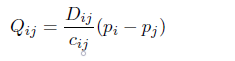 Q_{ij} = \frac{D_{ij}}{c_{ij}}(p_i - p_j)